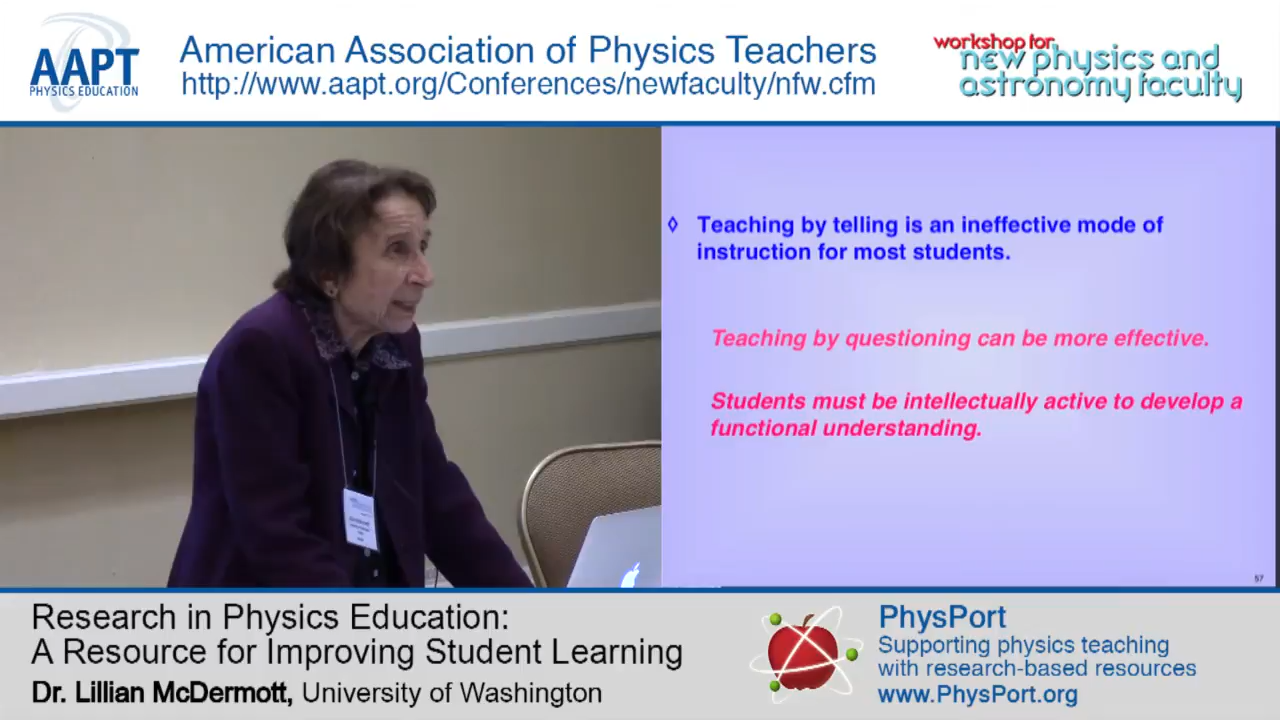 AAPT
PHYSICS EDUCATION
American Association of Physics Teachers
http://www.aapt.org/Conferences/newfaculty/nfw.cfm
workshop for
new physics and
astronomy faculty
◊ Teaching by telling is an ineffective mode of
instruction for most students.
Teaching by questioning can be more effective.
Students must be intellectually active to develop a
functional understanding.
57
Research in Physics Education:
A Resource for Improving Student Learning
Dr. Lillian McDermott, University of Washington
PhysPort
Supporting physics teaching
with research-based resources
www.PhysPort.org